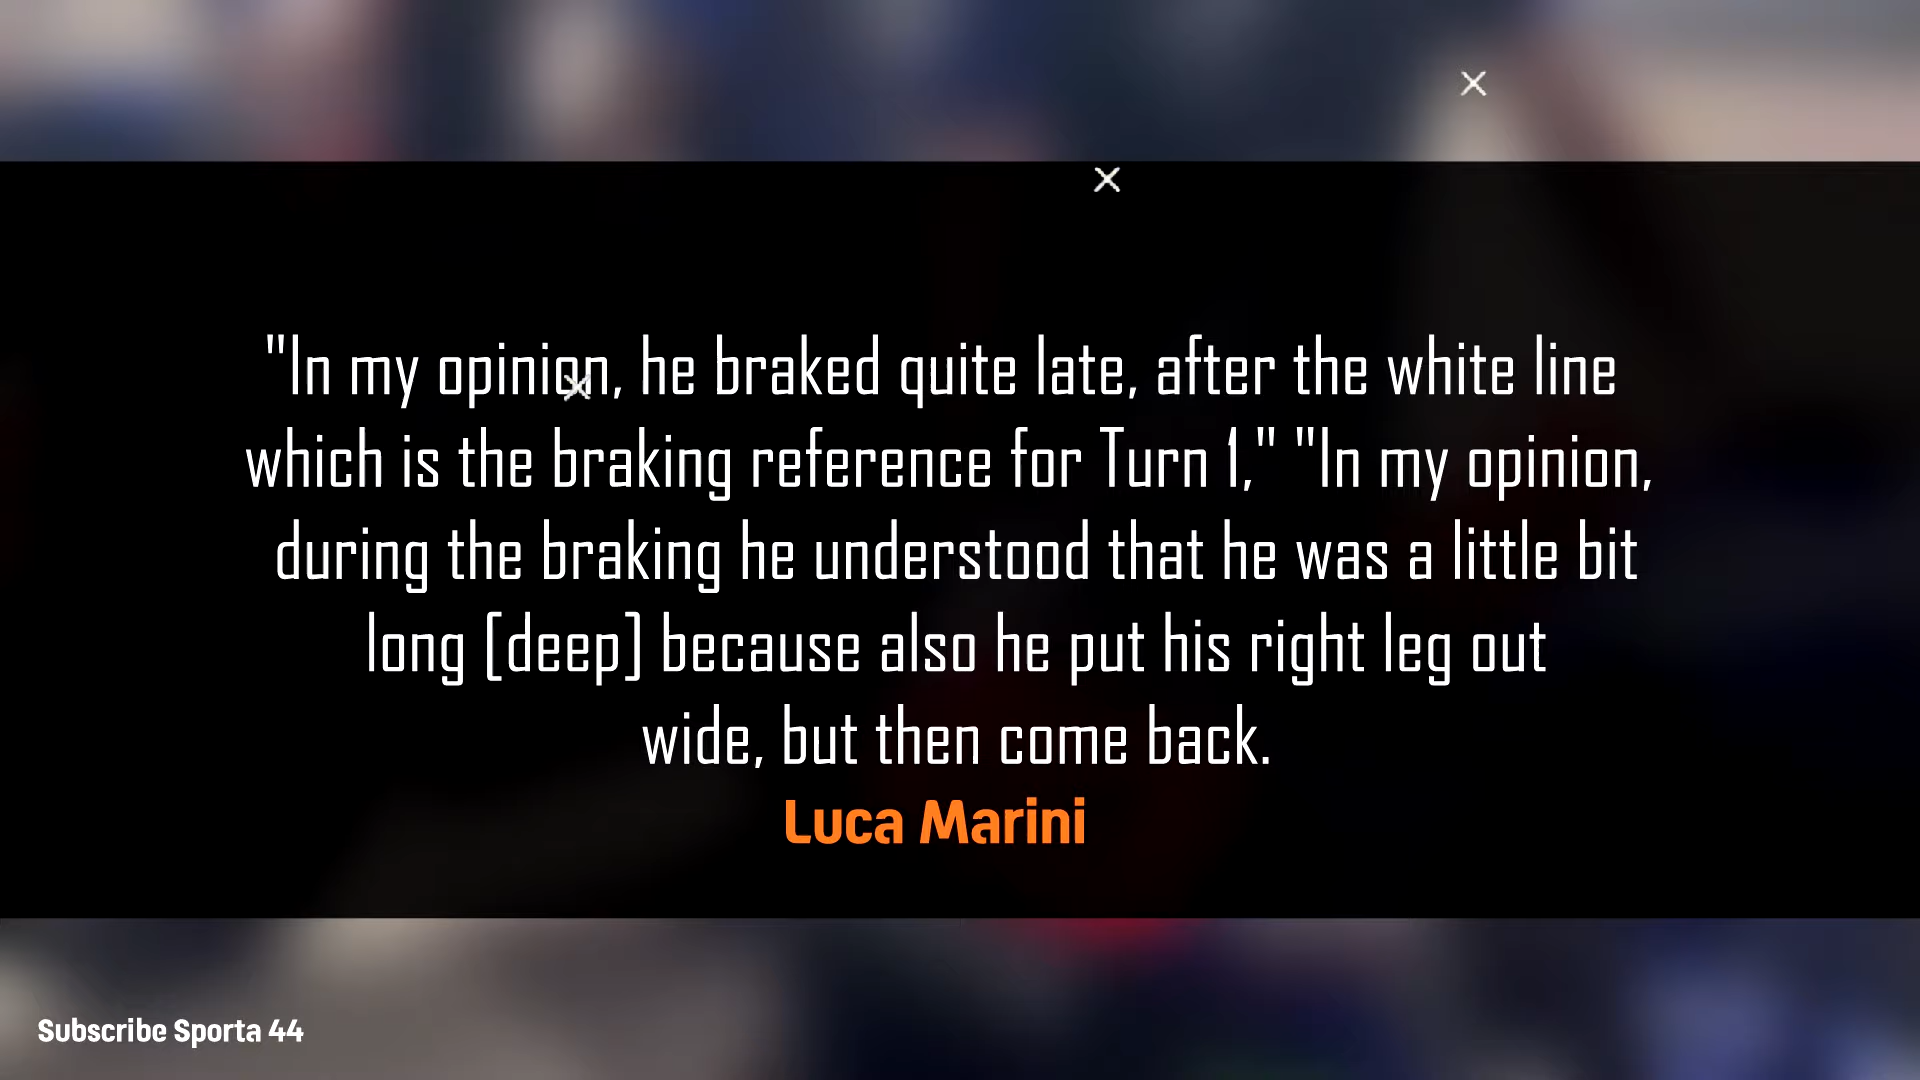 "In my opinion, he braked quite late, after the white line
which is the braking reference for Turn 1," "In my opinion,
during the braking he understood that he was a little bit
long [deep] because also he put his right leg out
wide, but then come back.
Luca Marini
Subscribe Sporta 44